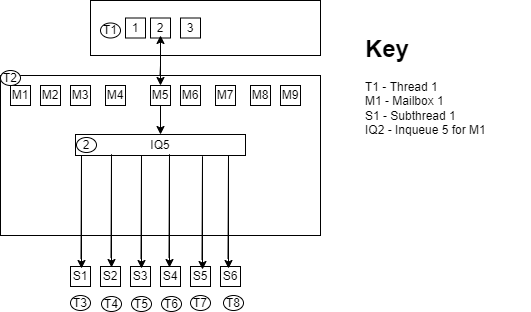 T1 1 2 3
T2
M1 M2 M3 M4 M5 M6 M7 M8 M9
2 IQ5
S1 S2 S3 S4 S5 S6
T3 T4 T5 T6 T7 T8
Key
T1 - Thread 1
M1 - Mailbox 1
S1 - Subthread 1
IQ2 - Inqueue 5 for M1